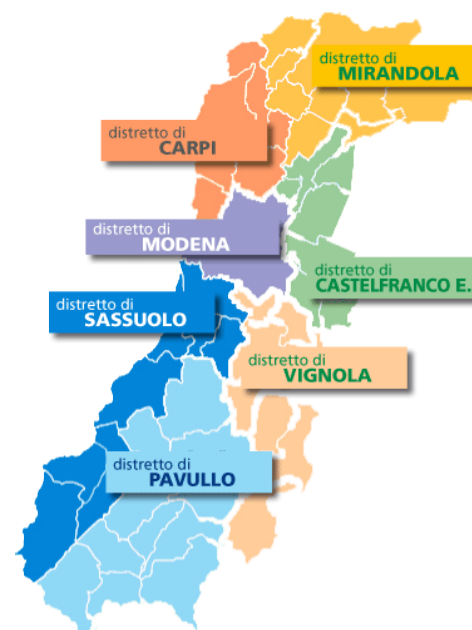 distretto di
MIRANDOLA
distretto di
CARPI
distretto di
MODENA
distretto di
CASTELFRANCO E.
distretto di
SASSUOLO
distretto di
VIGNOLA
distretto di
PAVULLO